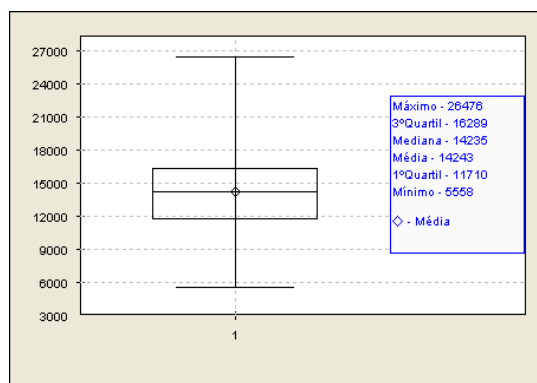 27000
24000
21000
18000
15000
12000
9000
6000
3000
1
Máximo - 26476
3ºQuartil - 16289
Mediana - 14235
Média - 14243
1ºQuartil - 11710
Mínimo - 5558
◇ - Média